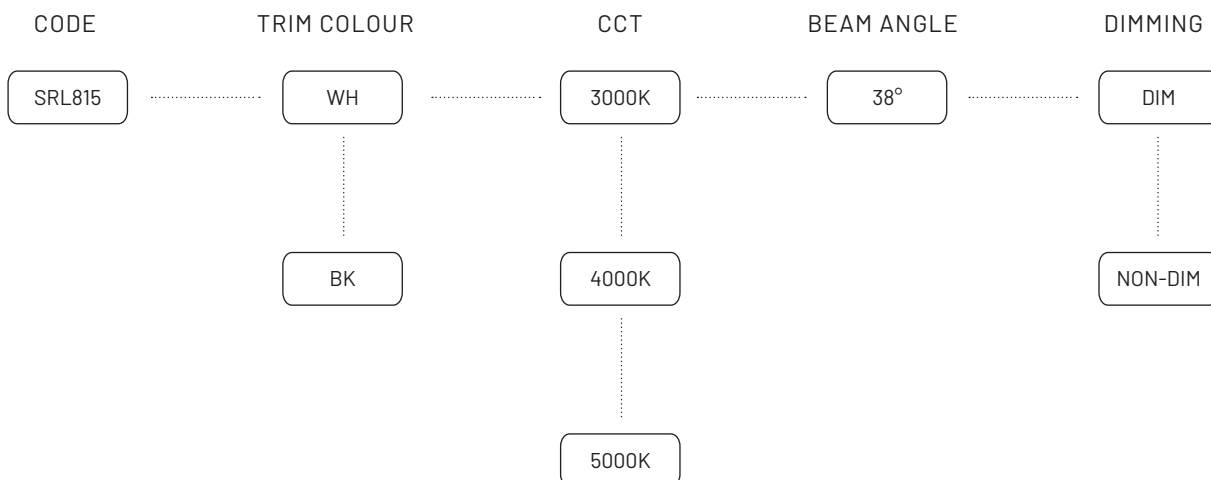 CODE TRIM COLOUR CCT BEAM ANGLE DIMMING
SRL815 WH 3000K 38° DIM
BK 4000K NON-DIM
5000K